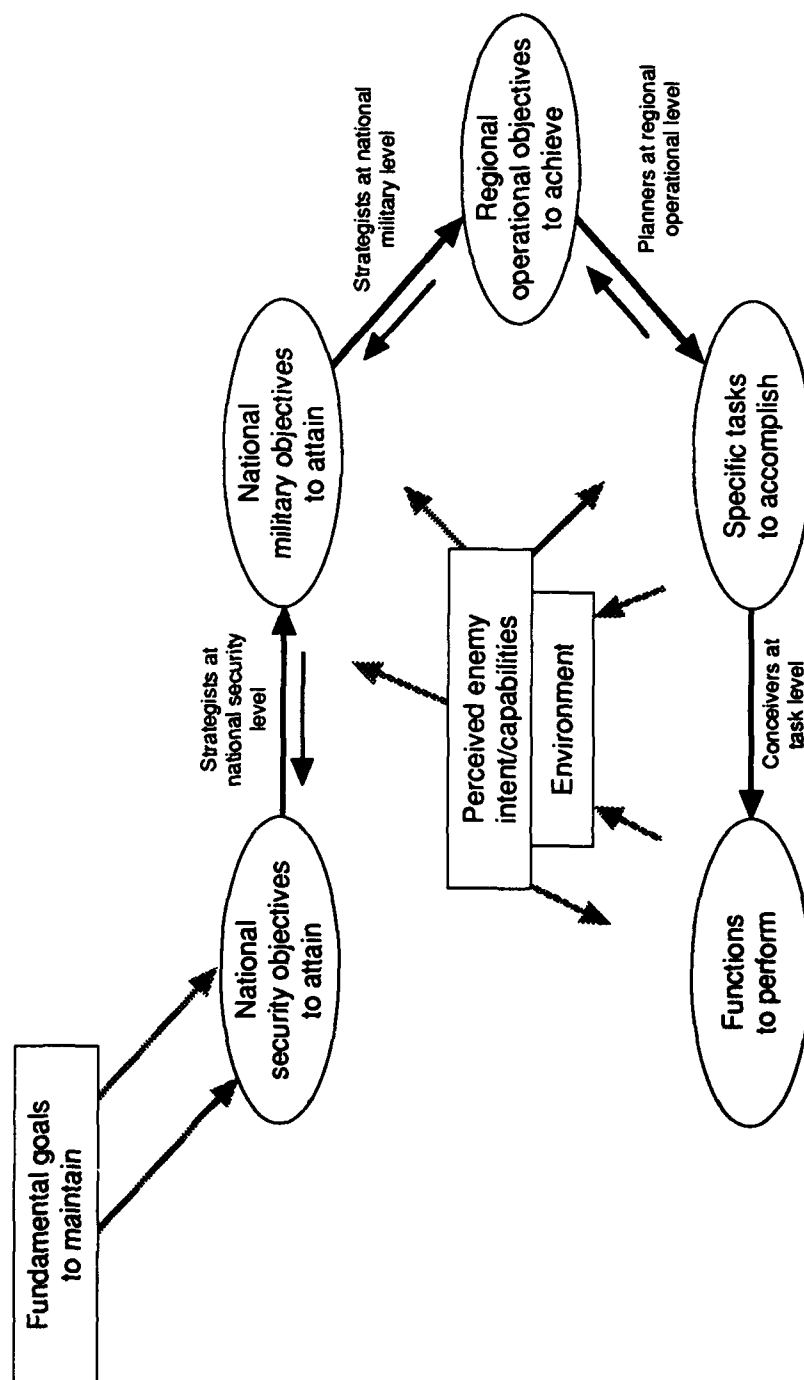 Fundamental goals
to maintain
National
security objectives
to attain
Strategists at
national security
level
National
military objectives
to attain
Strategists at national
military level
Regional
operational objectives
to achieve
Planners at regional
operational level
Specific tasks
to accomplish
Conceivers at
task level
Functions
to perform
Perceived enemy
intent/capabilities
Environment